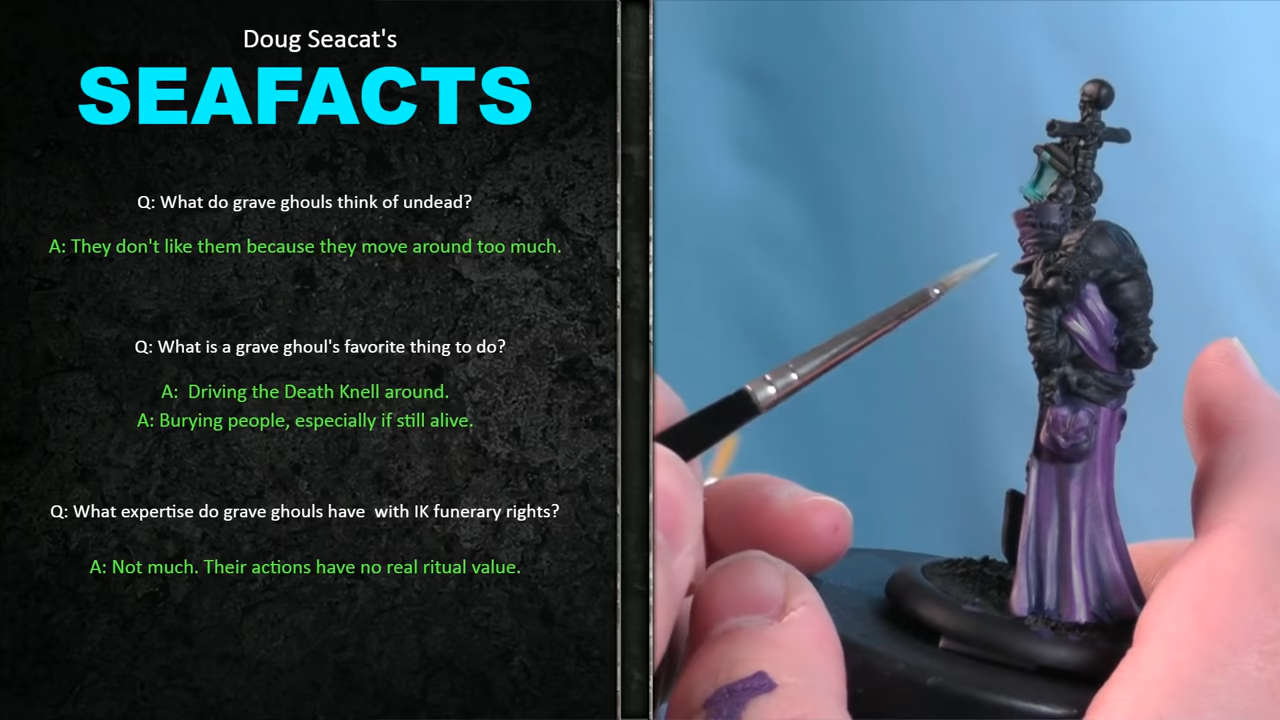 Doug Seacat's
SEAFACTS
Q: What do grave ghouls think of undead?
A: They don't like them because they move around too much.
Q: What is a grave ghoul's favorite thing to do?
A: Driving the Death Knell around.
A: Burying people, especially if still alive.
Q: What expertise do grave ghouls have with IK funerary rights?
A: Not much. Their actions have no real ritual value.